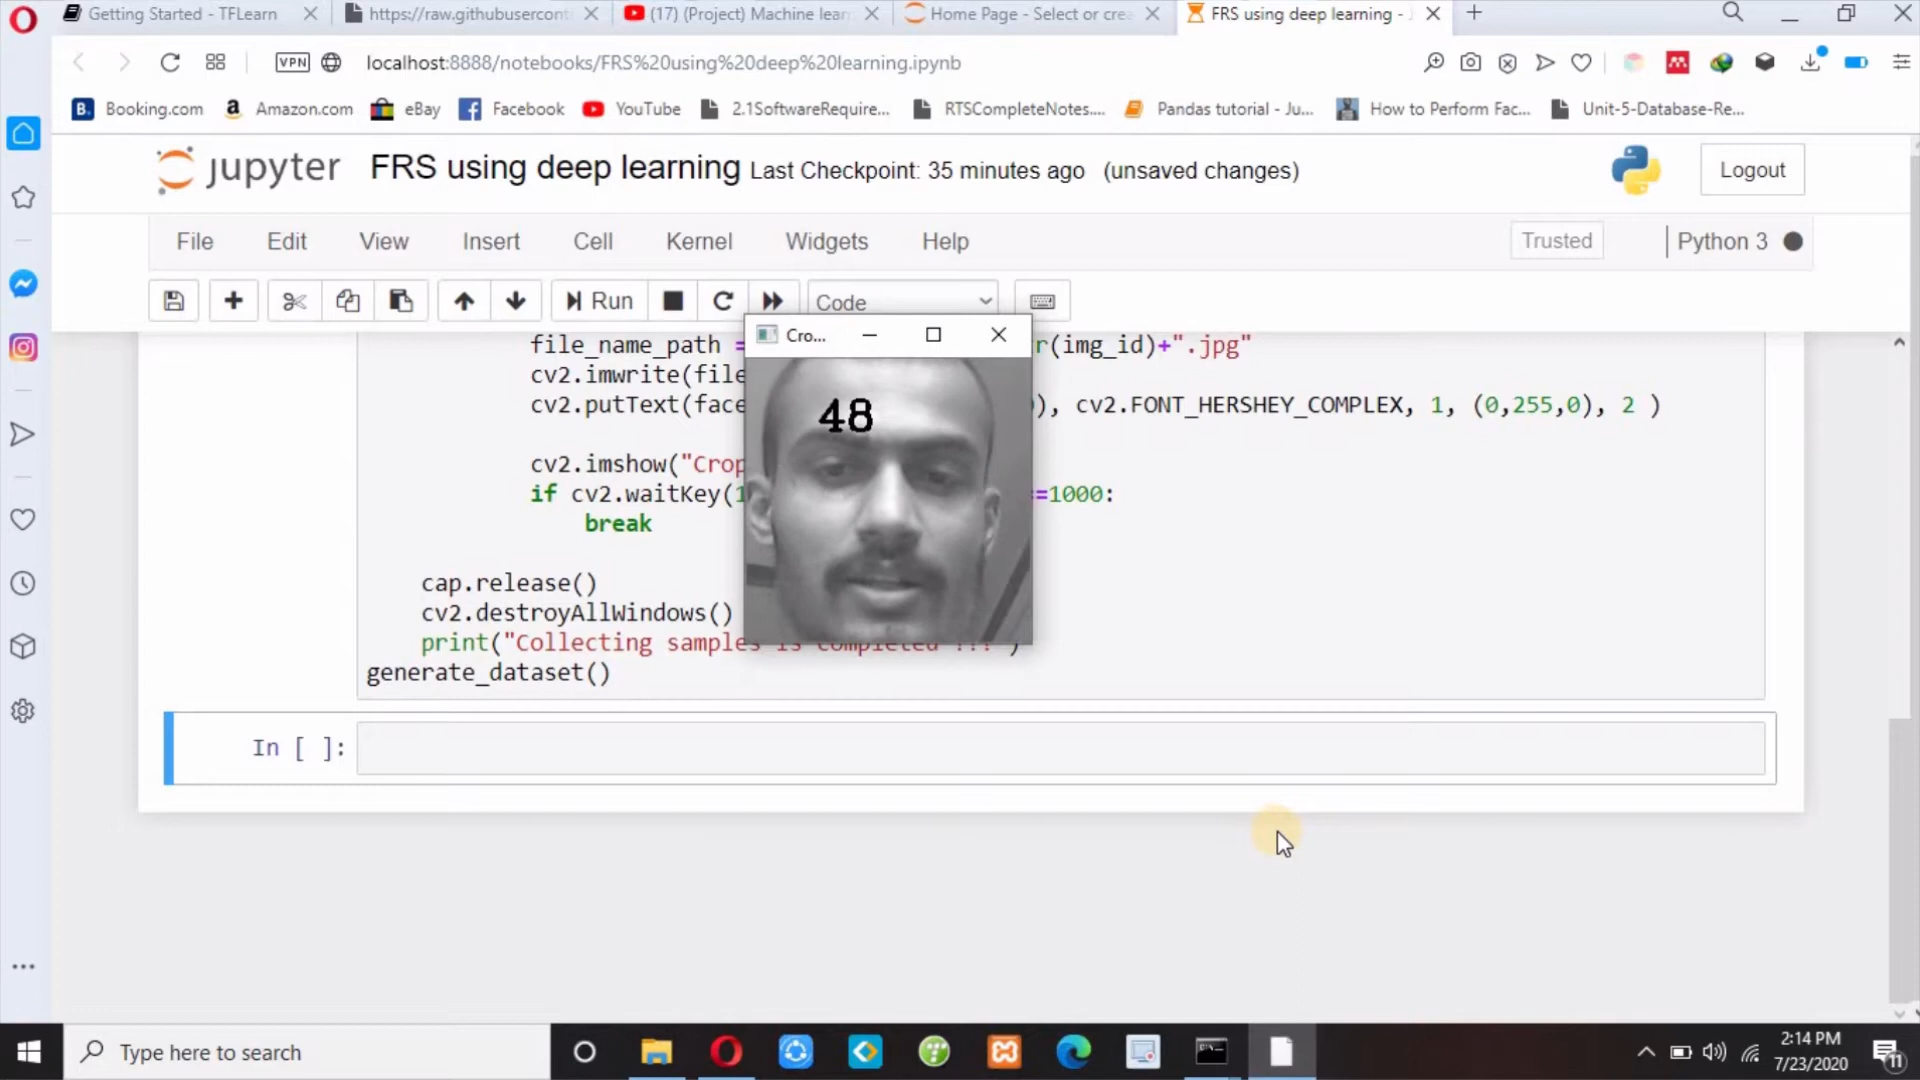 Getting Started - TFLearn
https://raw.githubusercont
(17) (Project) Machine lear
Home Page - Select or crea
FRS using deep learning - J
VPN
localhost:8888/notebooks/FRS%20using%20deep%20learning.ipynb
B.
Booking.com
Amazon.com
eBay
Facebook
YouTube
2.1SoftwareRequire...
RTSCompleteNotes....
Pandas tutorial - Ju...
How to Perform Fac...
Unit-5-Database-Re...
jupyter
FRS using deep learning
Last Checkpoint: 35 minutes ago
(unsaved changes)
Logout
File
Edit
View
Insert
Cell
Kernel
Widgets
Help
Trusted
Python 3
Run
Code
Cro...
48
file_name_path = r(img_id)+".jpg"
cv2.imwrite(file
cv2.putText(face ), cv2.FONT_HERSHEY_COMPLEX, 1, (0,255,0), 2 )
cv2.imshow("Crop
if cv2.waitKey(1 ==1000:
break
cap.release()
cv2.destroyAllWindows()
print("Collecting samples is completed !!!")
generate_dataset()
In [ ]:
Type here to search
2:14 PM
7/23/2020
11